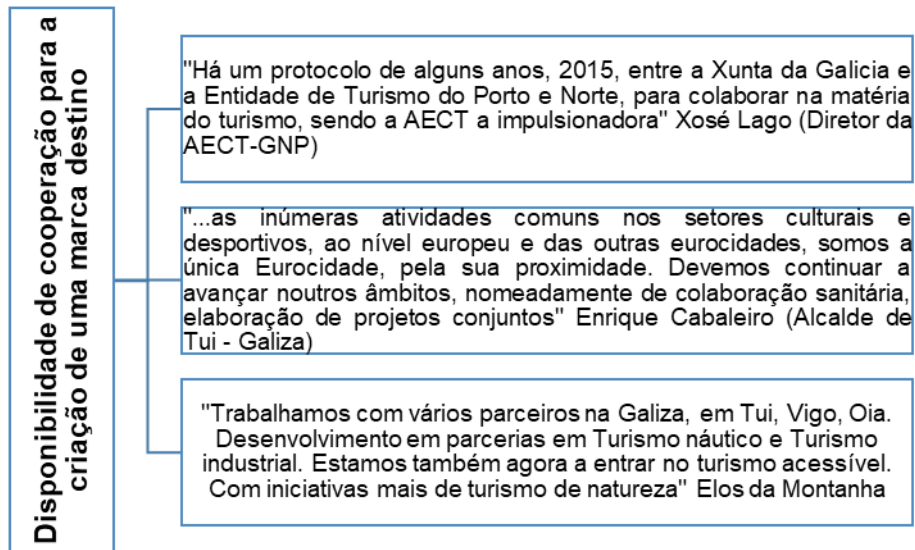 Disponibilidade de cooperação para a
criação de uma marca destino
"Há um protocolo de alguns anos, 2015, entre a Xunta da Galicia e
a Entidade de Turismo do Porto e Norte, para colaborar na matéria
do turismo, sendo a AECT a impulsionadora" Xosé Lago (Diretor da
AECT-GNP)
"...as inúmeras atividades comuns nos setores culturais e
desportivos, ao nível europeu e das outras eurocidades, somos a
única Eurocidade, pela sua proximidade. Devemos continuar a
avançar noutros âmbitos, nomeadamente de colaboração sanitária,
elaboração de projetos conjuntos" Enrique Cabaleiro (Alcalde de
Tui - Galiza)
"Trabalhamos com vários parceiros na Galiza, em Tui, Vigo, Oia.
Desenvolvimento em parcerias em Turismo náutico e Turismo
industrial. Estamos também agora a entrar no turismo acessível.
Com iniciativas mais de turismo de natureza" Elos da Montanha